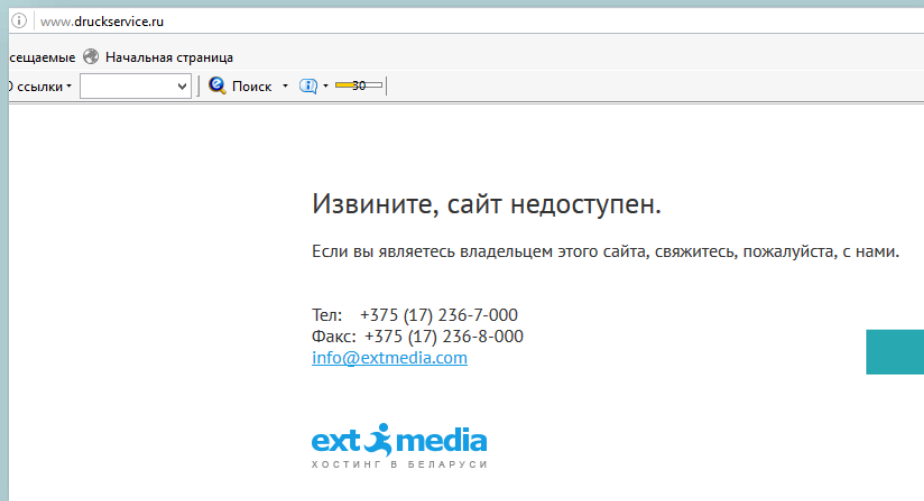 www.druckservice.ru
сещаемые Начальная страница
ссылки Поиск 30
Извините, сайт недоступен.
Если вы являетесь владельцем этого сайта, свяжитесь, пожалуйста, с нами.
Тел: +375 (17) 236-7-000
Факс: +375 (17) 236-8-000
info@extmedia.com
ext media
ХОСТИНГ В БЕЛАРУСИ